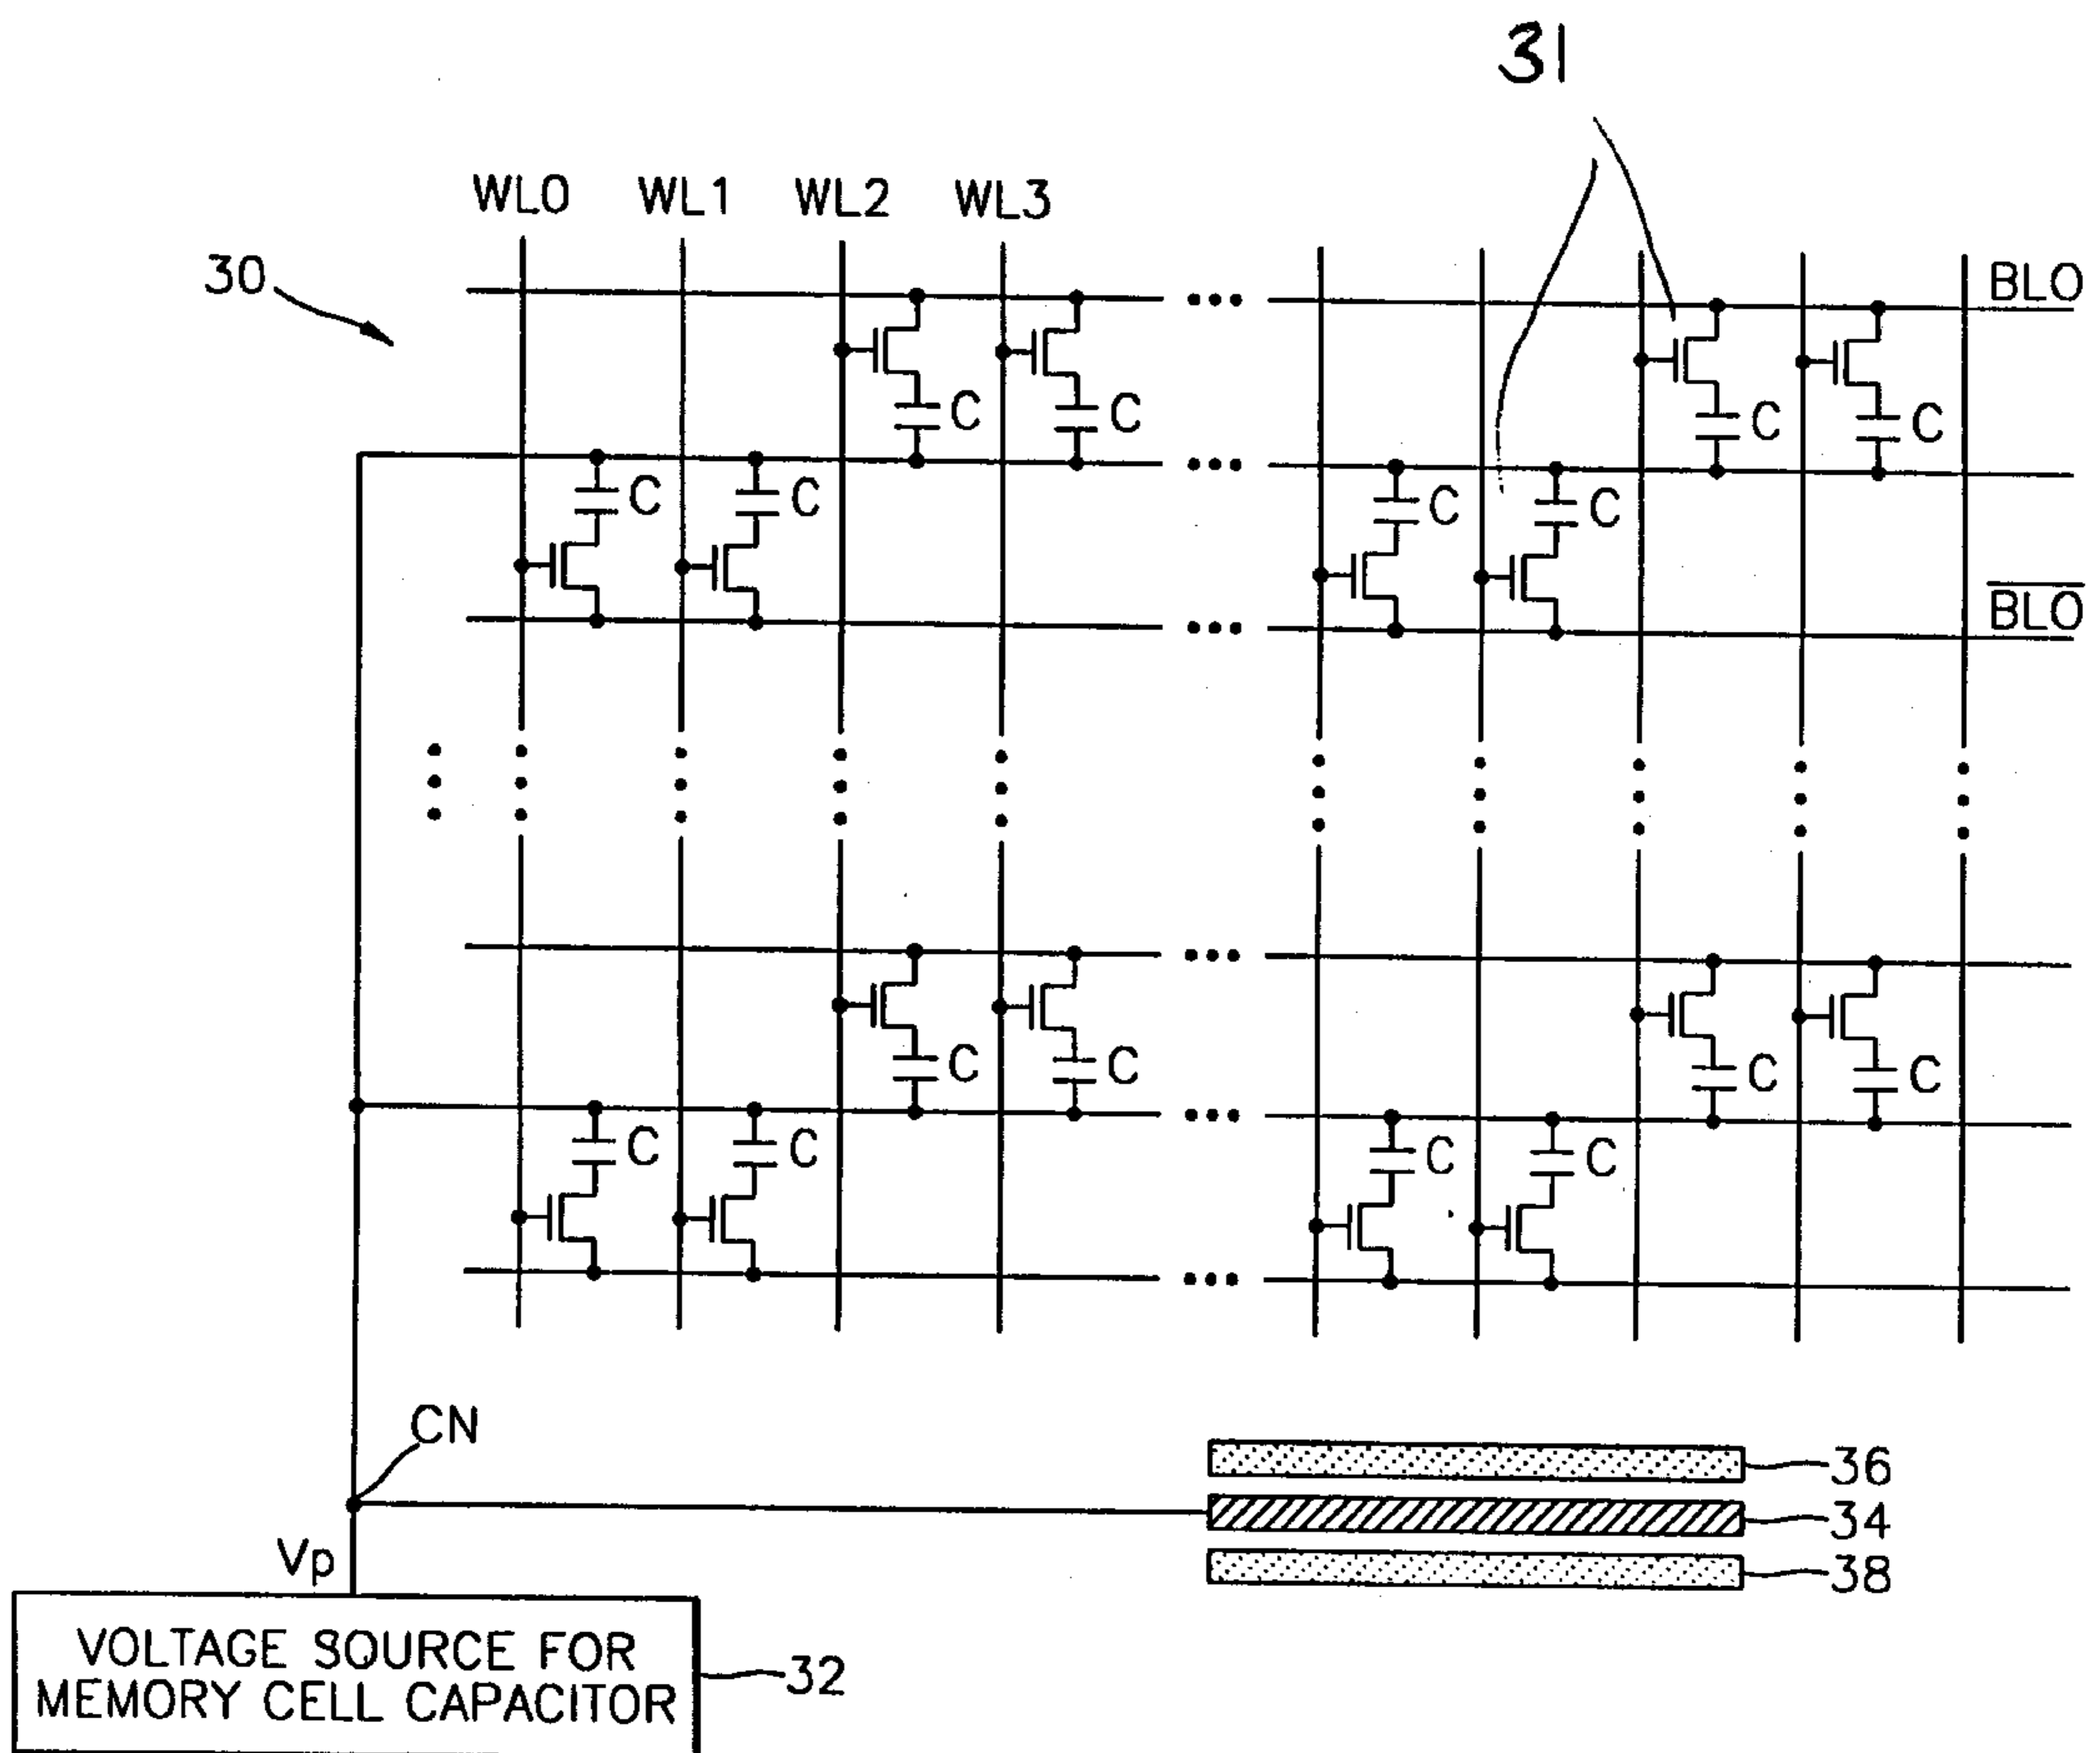 31
WL0 WL1 WL2 WL3
30
BL0
C C C C
C C C C
BL0
C C C C
C C C C
CN
36
34
38
Vp
VOLTAGE SOURCE FOR
MEMORY CELL CAPACITOR
32